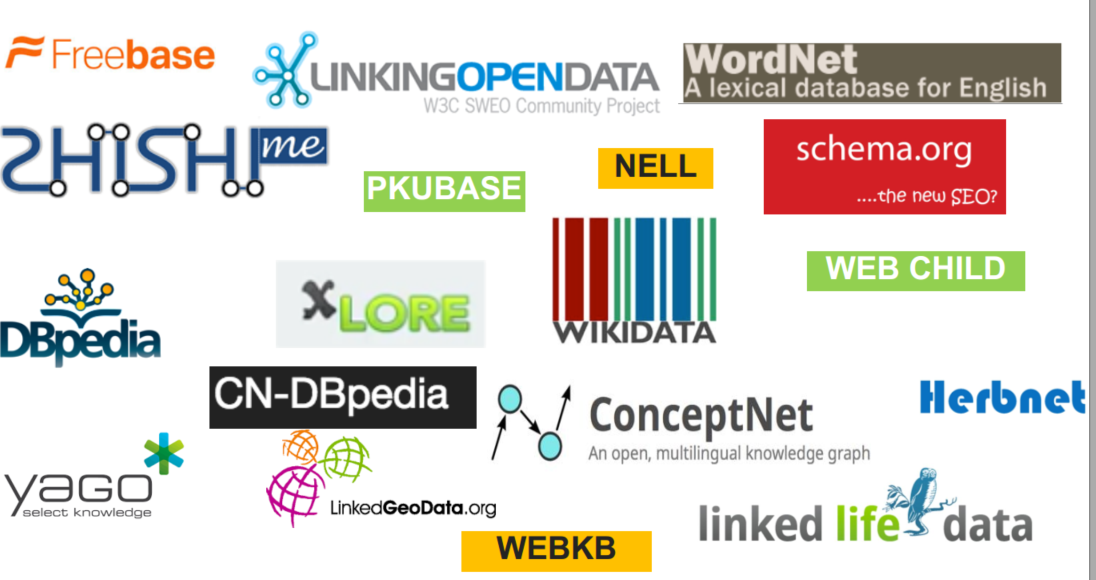 Freebase
LINKINGOPENDATA
W3C SWEO Community Project
WordNet
A lexical database for English
ZHISHI me
PKUBASE
NELL
schema.org
....the new SEO?
WEB CHILD
DBpedia
XLORE
WIKIDATA
CN-DBpedia
ConceptNet
An open, multilingual knowledge graph
Herbnet
yago
select knowledge
LinkedGeoData.org
linked life data
WEBKB